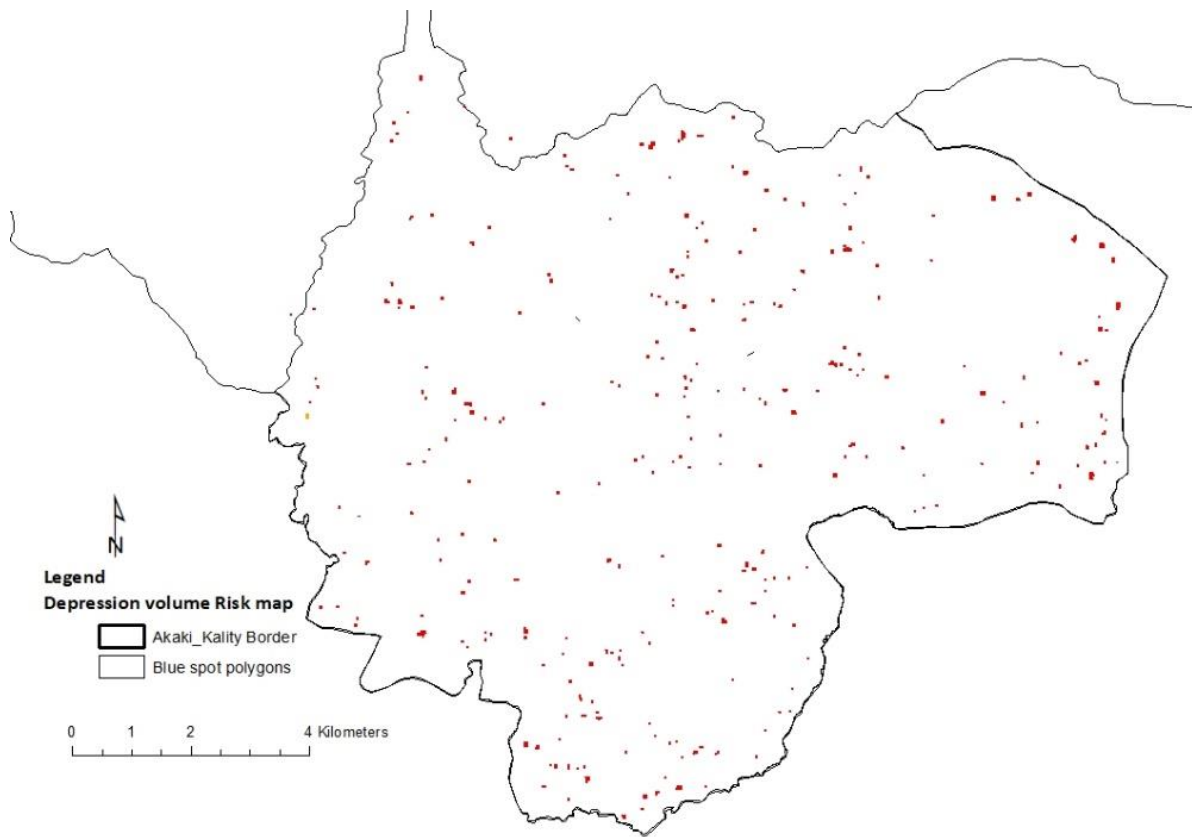 N
Legend
Depression volume Risk map
Akaki_Kality Border
Blue spot polygons
0 1 2 4 Kilometers